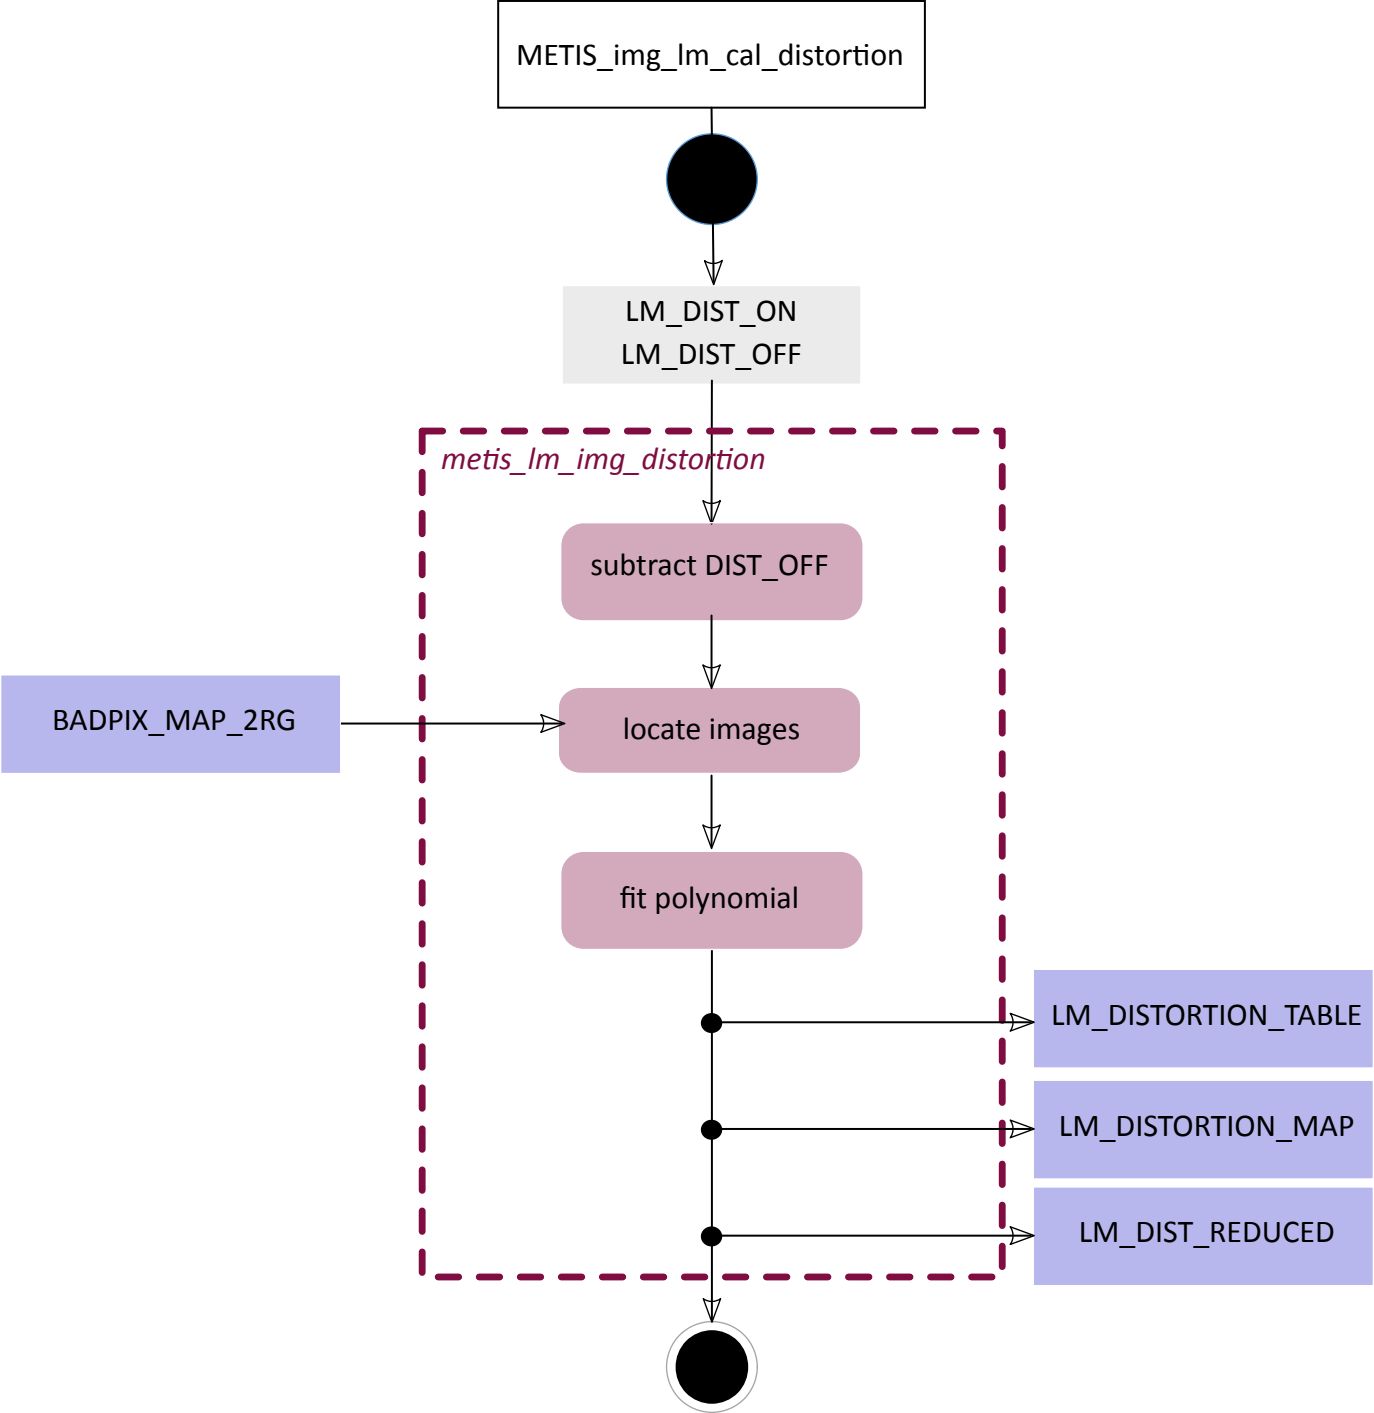 METIS_img_lm_cal_distortion
LM_DIST_ON
LM_DIST_OFF
metis_lm_img_distortion
subtract DIST_OFF
BADPIX_MAP_2RG
locate images
fit polynomial
LM_DISTORTION_TABLE
LM_DISTORTION_MAP
LM_DIST_REDUCED